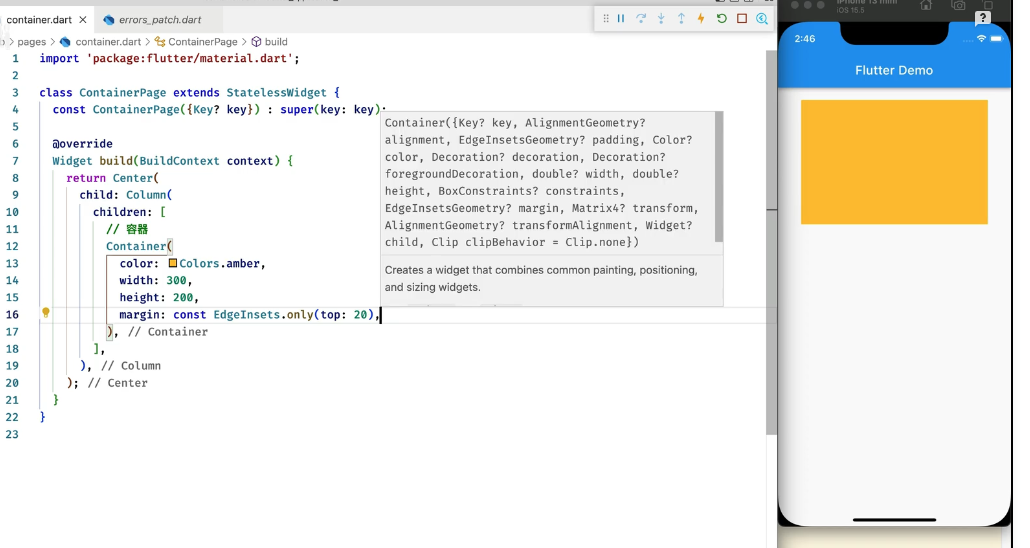 container.dart
errors_patch.dart
pages > container.dart > ContainerPage > build
1 import 'package:flutter/material.dart';
2
3 class ContainerPage extends StatelessWidget {
4 const ContainerPage({Key? key}) : super(key: key);
5
6 @override
7 Widget build(BuildContext context) {
8 return Center(
9 child: Column(
10 children: [
11 // 容器
12 Container(
13 color: Colors.amber,
14 width: 300,
15 height: 200,
16 margin: const EdgeInsets.only(top: 20),
17 ), // Container
18 ],
19 ), // Column
20 ); // Center
21 }
22 }
23
Container({Key? key, AlignmentGeometry?
alignment, EdgeInsetsGeometry? padding, Color?
color, Decoration? decoration, Decoration?
foregroundDecoration, double? width, double?
height, BoxConstraints? constraints,
EdgeInsetsGeometry? margin, Matrix4? transform,
AlignmentGeometry? transformAlignment, Widget?
child, Clip clipBehavior = Clip.none})
Creates a widget that combines common painting, positioning,
and sizing widgets.
iPhone 13 mini
iOS 15.5
?
2:46
Flutter Demo